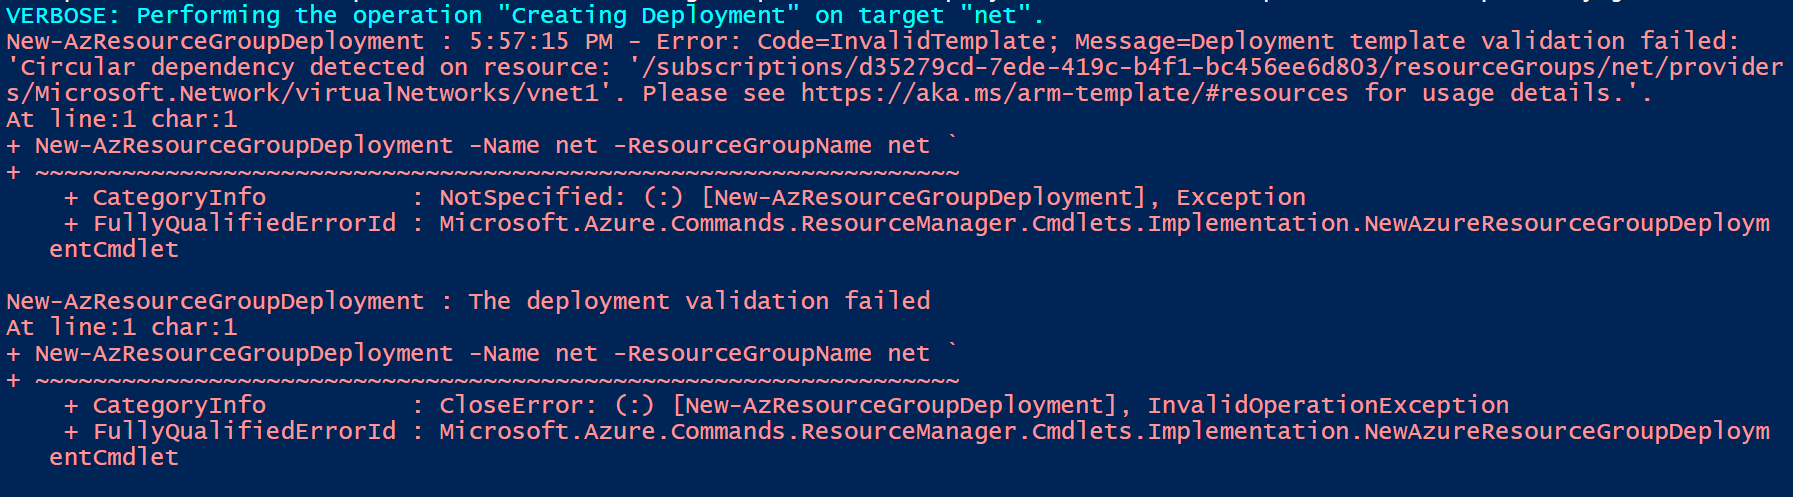 VERBOSE: Performing the operation "Creating Deployment" on target "net".
New-AzResourceGroupDeployment : 5:57:15 PM - Error: Code=InvalidTemplate; Message=Deployment template validation failed:
'Circular dependency detected on resource: '/subscriptions/d35279cd-7ede-419c-b4f1-bc456ee6d803/resourceGroups/net/provider
s/Microsoft.Network/virtualNetworks/vnet1'. Please see https://aka.ms/arm-template/#resources for usage details.'.
At line:1 char:1
+ New-AzResourceGroupDeployment -Name net -ResourceGroupName net `
+ ~~~~~~~~~~~~~~~~~~~~~~~~~~~~~~~~~~~~~~~~~~~~~~~~~~~~~~~~~~~~~~~~
    + CategoryInfo          : NotSpecified: (:) [New-AzResourceGroupDeployment], Exception
    + FullyQualifiedErrorId : Microsoft.Azure.Commands.ResourceManager.Cmdlets.Implementation.NewAzureResourceGroupDeploym
   entCmdlet

New-AzResourceGroupDeployment : The deployment validation failed
At line:1 char:1
+ New-AzResourceGroupDeployment -Name net -ResourceGroupName net `
+ ~~~~~~~~~~~~~~~~~~~~~~~~~~~~~~~~~~~~~~~~~~~~~~~~~~~~~~~~~~~~~~~~
    + CategoryInfo          : CloseError: (:) [New-AzResourceGroupDeployment], InvalidOperationException
    + FullyQualifiedErrorId : Microsoft.Azure.Commands.ResourceManager.Cmdlets.Implementation.NewAzureResourceGroupDeploym
   entCmdlet